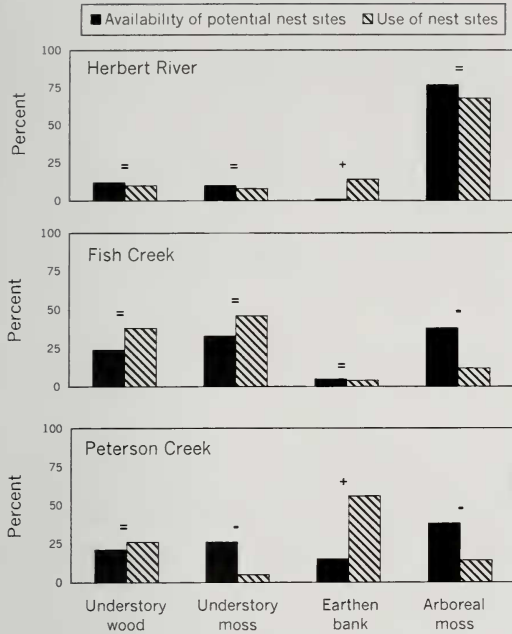 Availability of potential nest sites Use of nest sites
Herbert River
Percent
100
75
50
25
0
= = + =
Fish Creek
Percent
100
75
50
25
0
= = = -
Peterson Creek
Percent
100
75
50
25
0
= - + -
Understory wood
Understory moss
Earthen bank
Arboreal moss